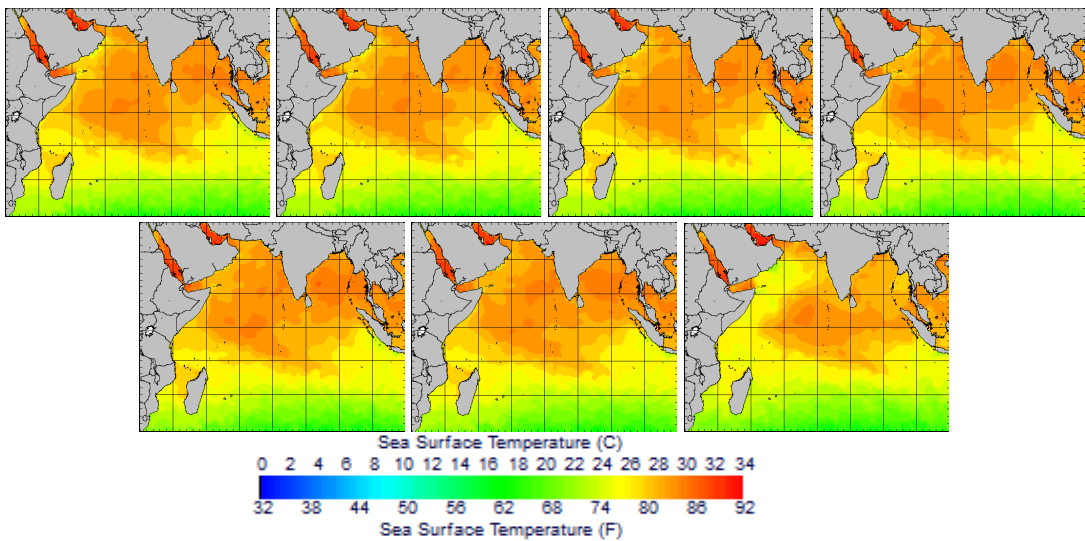 Sea Surface Temperature (C)
0 2 4 6 8 10 12 14 16 18 20 22 24 26 28 30 32 34
32 38 44 50 56 62 68 74 80 86 92
Sea Surface Temperature (F)